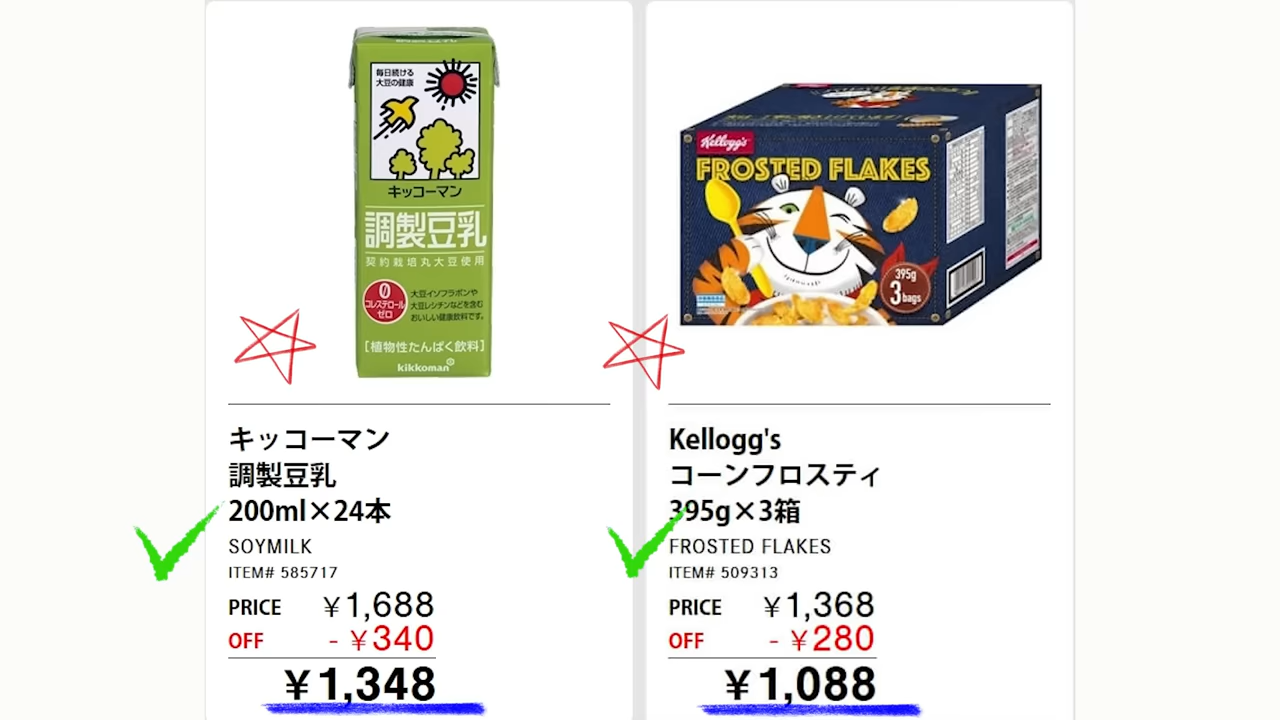 毎日続ける
大豆の健康
キッコーマン
調製豆乳
契約栽培丸大豆使用
0
コレステロール
ゼロ
大豆イソフラボンや
大豆レシチンなどを含む
おいしい健康飲料です。
[植物性たんぱく飲料]
kikkoman
キッコーマン
調製豆乳
200ml×24本
SOYMILK
ITEM# 585717
PRICE ¥1,688
OFF -¥340
¥1,348
Kellogg's
FROSTED FLAKES
395g
3 bags
Kellogg's
コーンフロスティ
395g×3箱
FROSTED FLAKES
ITEM# 509313
PRICE ¥1,368
OFF -¥280
¥1,088